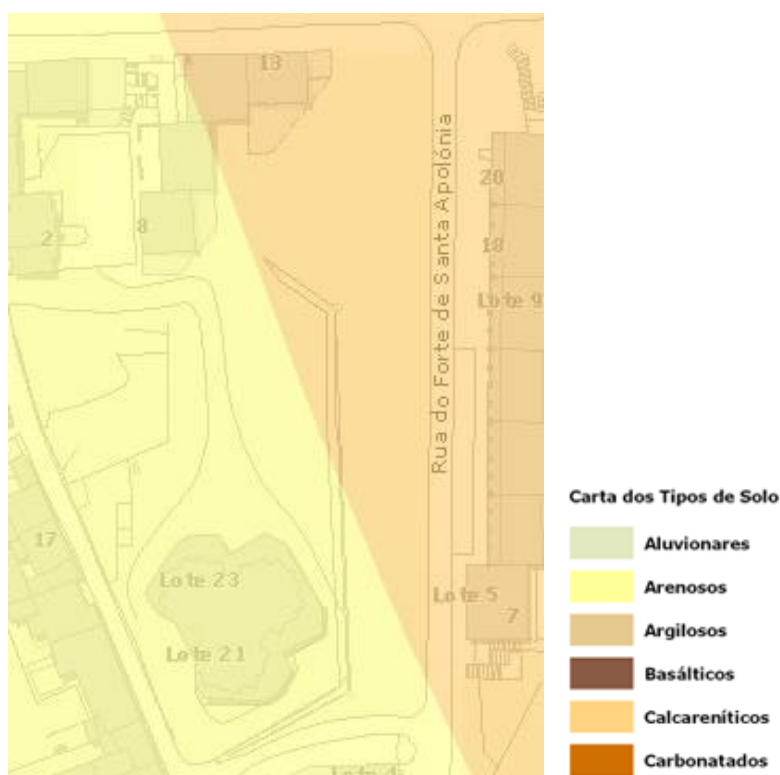 13
20
8
2
18
Lote 9
Rua do Forte de Santa Apolónia
17
Lote 23
Lote 5
7
Lote 21
Carta dos Tipos de Solo
Aluvionares
Arenosos
Argilosos
Basálticos
Calcareníticos
Carbonatados